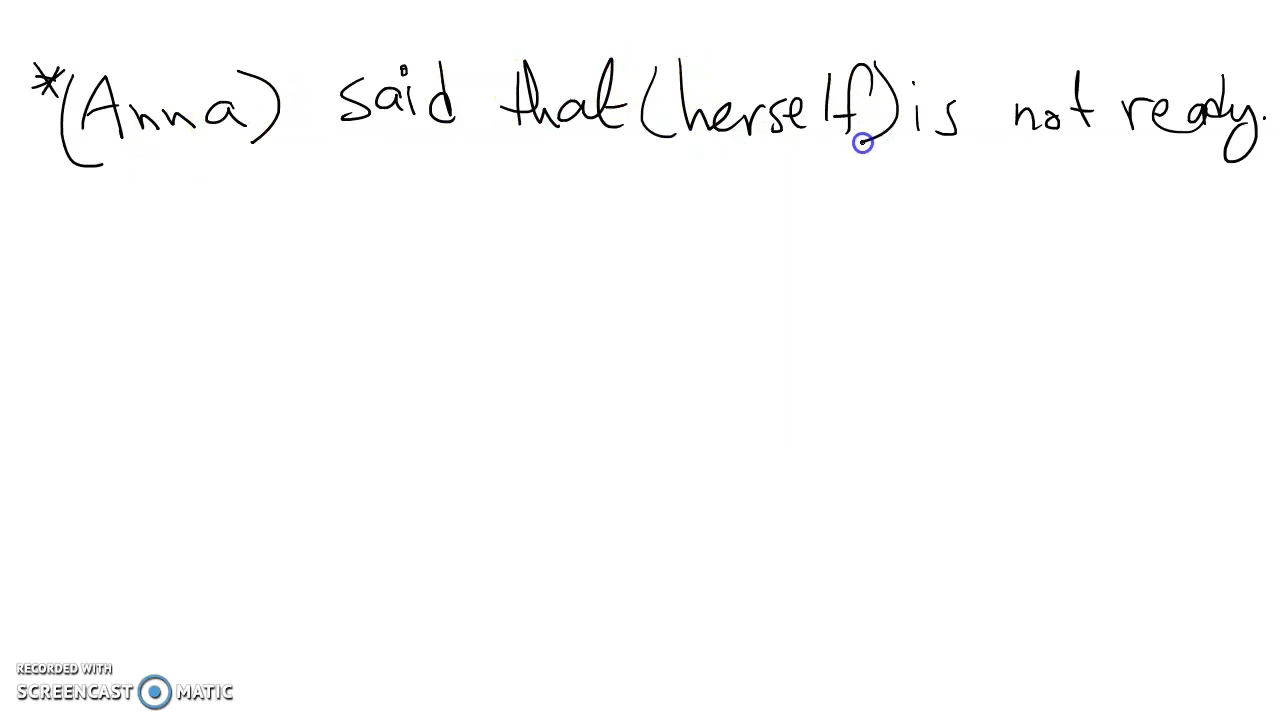 *(Anna) said that (herself) is not ready.
RECORDED WITH
SCREENCAST MATIC